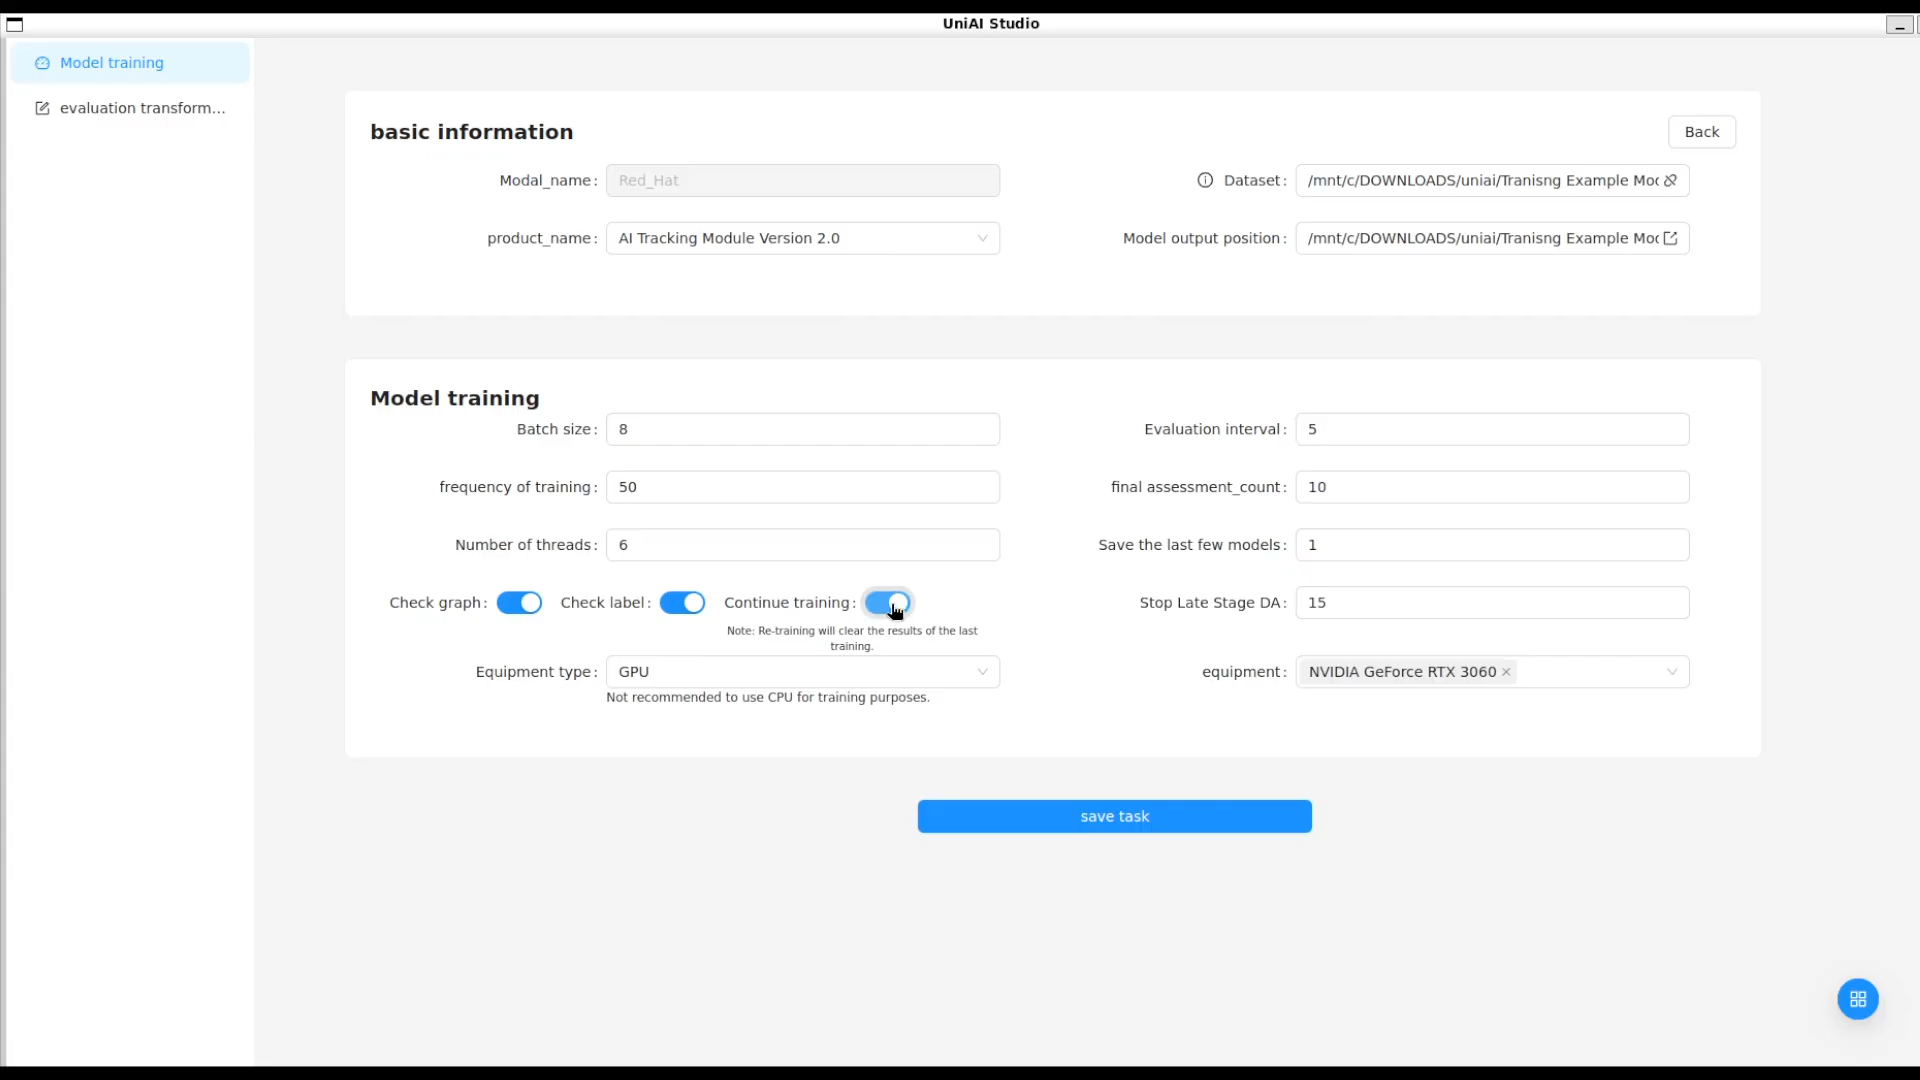 UniAI Studio
Model training
evaluation transform...
basic information
Back
Modal_name: Red_Hat
Dataset: /mnt/c/DOWNLOADS/uniai/Tranisng Example Mo
product_name: AI Tracking Module Version 2.0
Model output position: /mnt/c/DOWNLOADS/uniai/Tranisng Example Mo
Model training
Batch size: 8
Evaluation interval: 5
frequency of training: 50
final assessment_count: 10
Number of threads: 6
Save the last few models: 1
Check graph: Check label: Continue training:
Stop Late Stage DA: 15
Note: Re-training will clear the results of the last
training.
Equipment type: GPU
equipment: NVIDIA GeForce RTX 3060 ×
Not recommended to use CPU for training purposes.
save task